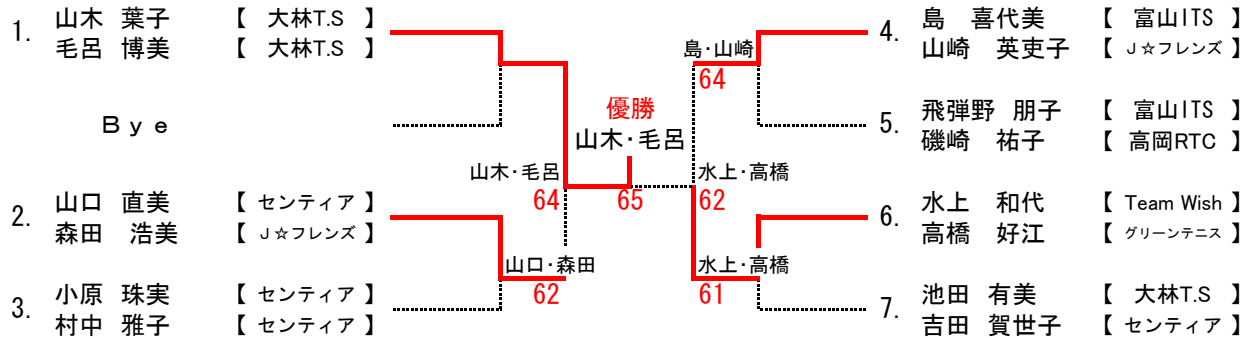 1.
山木 葉子 【 大林T.S 】
毛呂 博美 【 大林T.S 】
Bye
2.
山口 直美 【 センティア 】
森田 浩美 【 J☆フレンズ 】
3.
小原 珠実 【 センティア 】
村中 雅子 【 センティア 】
山木・毛呂
64
山口・森田
62
優勝
山木・毛呂
65
島・山崎
64
水上・高橋
62
水上・高橋
61
4.
島 喜代美 【 富山ITS 】
山崎 英吏子 【 J☆フレンズ 】
5.
飛弾野 朋子 【 富山ITS 】
磯崎 祐子 【 高岡RTC 】
6.
水上 和代 【 Team Wish 】
高橋 好江 【 グリーンテニス 】
7.
池田 有美 【 大林T.S 】
吉田 賀世子 【 センティア 】